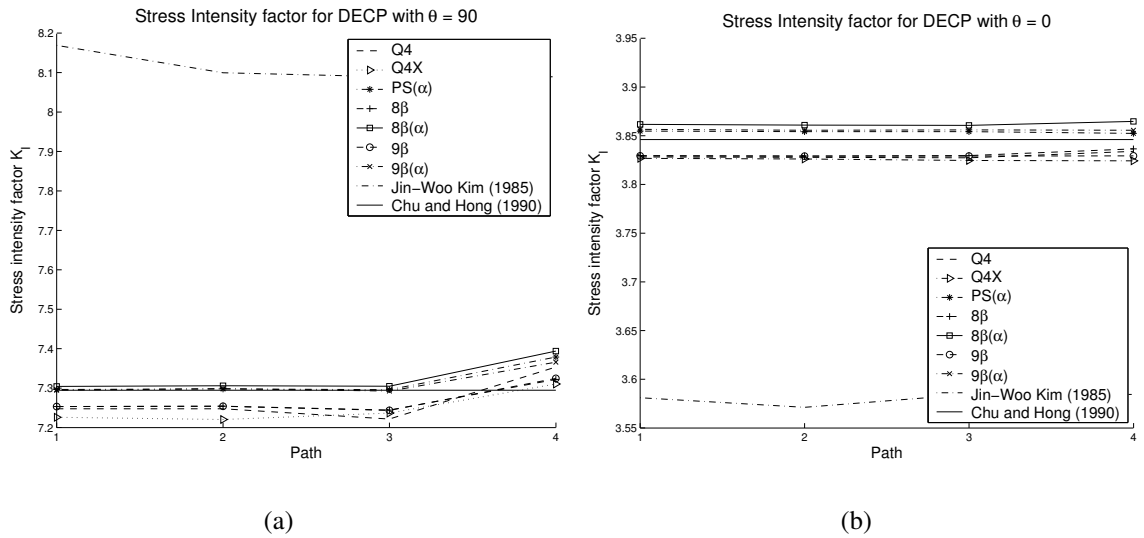 Stress Intensity factor for DECP with θ = 90
8.2
8.1
8
7.9
7.8
7.7
7.6
7.5
7.4
7.3
7.2
1
2
3
4
Stress intensity factor K_I
Path
Q4
Q4X
PS(α)
8β
8β(α)
9β
9β(α)
Jin−Woo Kim (1985)
Chu and Hong (1990)
(a)
Stress Intensity factor for DECP with θ = 0
3.95
3.9
3.85
3.8
3.75
3.7
3.65
3.6
3.55
1
2
3
4
Stress intensity factor K_I
Path
Q4
Q4X
PS(α)
8β
8β(α)
9β
9β(α)
Jin−Woo Kim (1985)
Chu and Hong (1990)
(b)